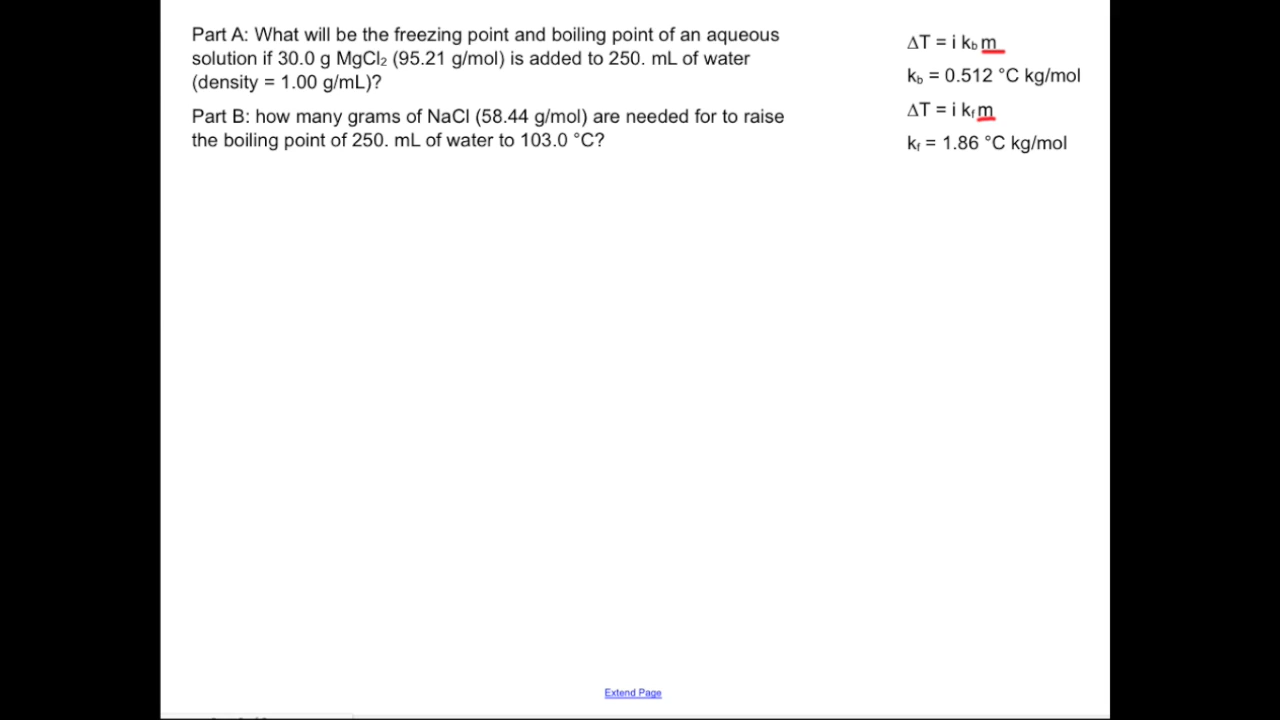 Part A: What will be the freezing point and boiling point of an aqueous
solution if 30.0 g MgCl₂ (95.21 g/mol) is added to 250. mL of water
(density = 1.00 g/mL)?
Part B: how many grams of NaCl (58.44 g/mol) are needed for to raise
the boiling point of 250. mL of water to 103.0 °C?
ΔT = i k_b m
k_b = 0.512 °C kg/mol
ΔT = i k_f m
k_f = 1.86 °C kg/mol
Extend Page